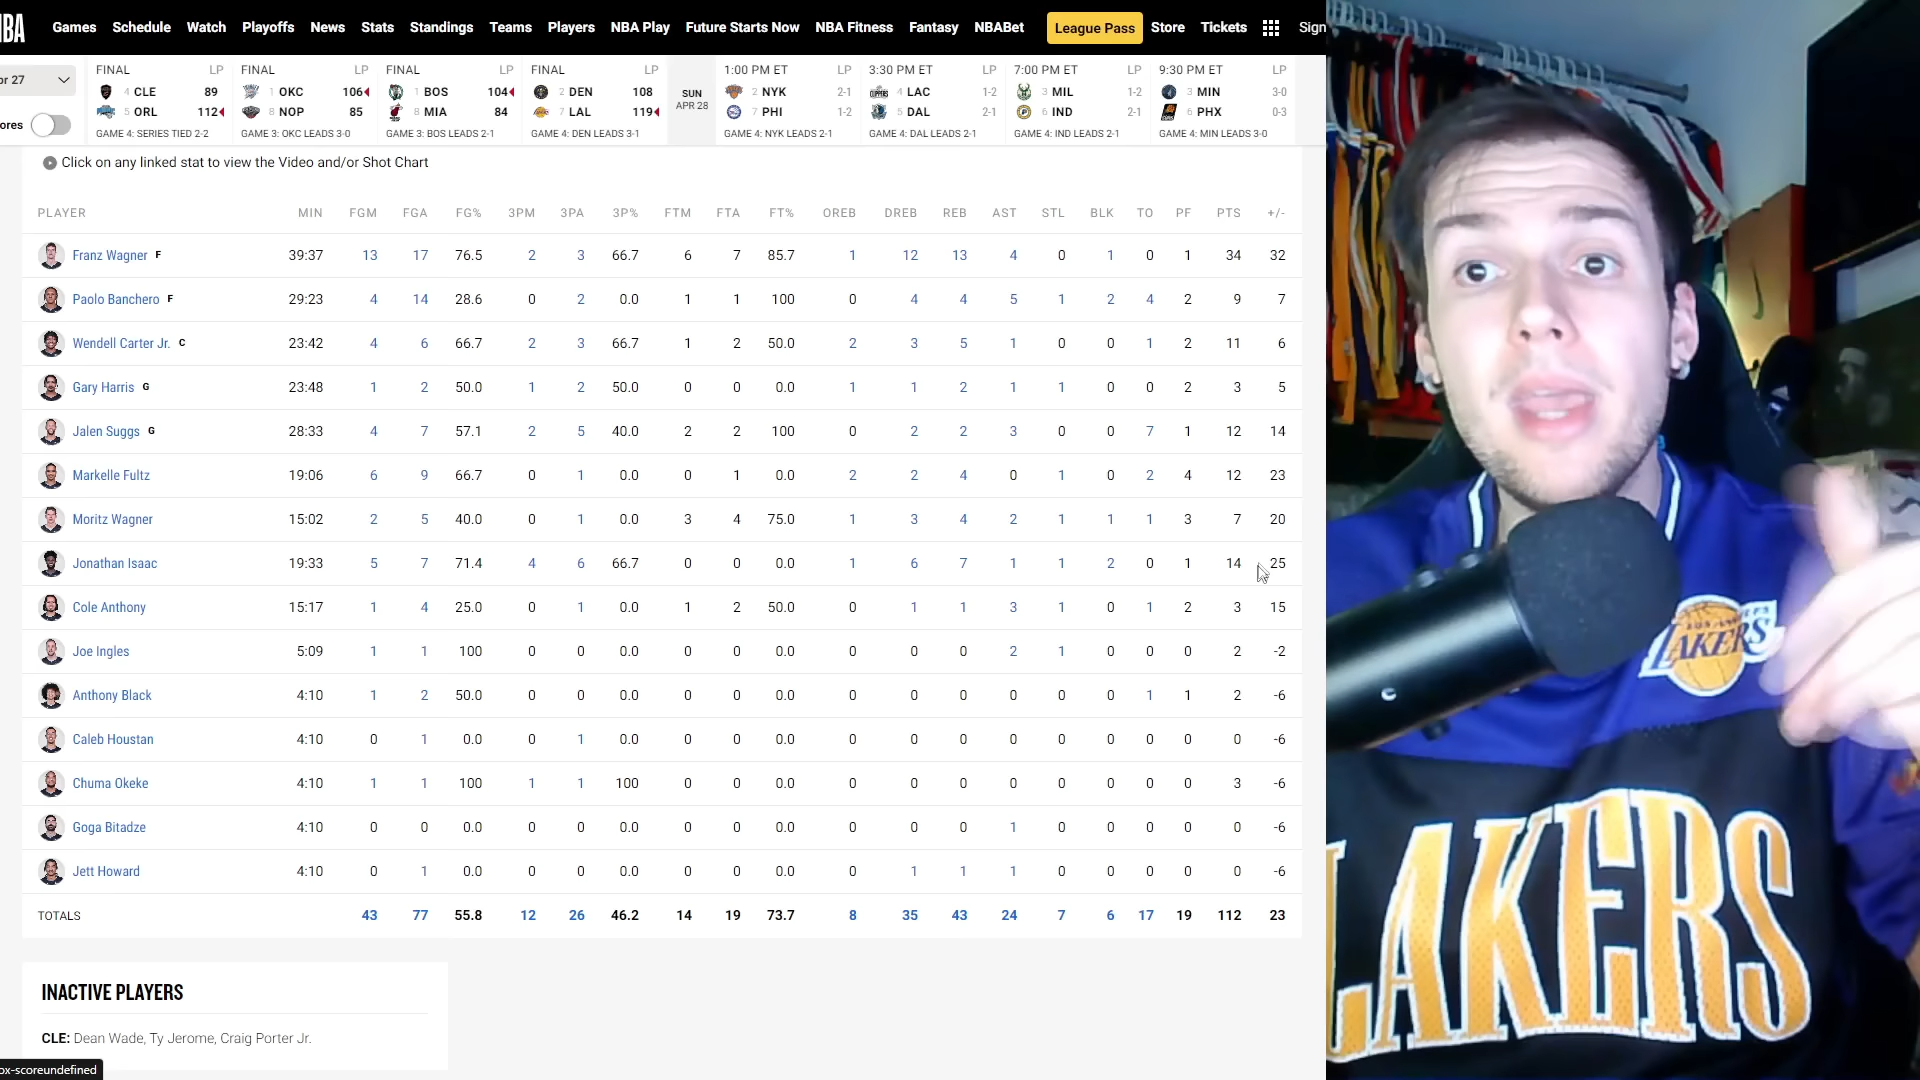 NBA Games Schedule Watch Playoffs News Stats Standings Teams Players NBA Play Future Starts Now NBA Fitness Fantasy NBABet League Pass Store Tickets Sign
or 27
ores
FINAL LP
4 CLE 89
5 ORL 112
GAME 4: SERIES TIED 2-2
FINAL LP
1 OKC 106
8 NOP 85
GAME 3: OKC LEADS 3-0
FINAL LP
1 BOS 104
8 MIA 84
GAME 3: BOS LEADS 2-1
FINAL LP
2 DEN 108
7 LAL 119
GAME 4: DEN LEADS 3-1
SUN
APR 28
1:00 PM ET LP
2 NYK 2-1
7 PHI 1-2
GAME 4: NYK LEADS 2-1
3:30 PM ET LP
4 LAC 1-2
5 DAL 2-1
GAME 4: DAL LEADS 2-1
7:00 PM ET LP
3 MIL 1-2
6 IND 2-1
GAME 4: IND LEADS 2-1
9:30 PM ET LP
3 MIN 3-0
6 PHX 0-3
GAME 4: MIN LEADS 3-0
Click on any linked stat to view the Video and/or Shot Chart
PLAYER MIN FGM FGA FG% 3PM 3PA 3P% FTM FTA FT% OREB DREB REB AST STL BLK TO PF PTS +/-
Franz Wagner F 39:37 13 17 76.5 2 3 66.7 6 7 85.7 1 12 13 4 0 1 0 1 34 32
Paolo Banchero F 29:23 4 14 28.6 0 2 0.0 1 1 100 0 4 4 5 1 2 4 2 9 7
Wendell Carter Jr. C 23:42 4 6 66.7 2 3 66.7 1 2 50.0 2 3 5 1 0 0 1 2 11 6
Gary Harris G 23:48 1 2 50.0 1 2 50.0 0 0 0.0 1 1 2 1 1 0 0 2 3 5
Jalen Suggs G 28:33 4 7 57.1 2 5 40.0 2 2 100 0 2 2 3 0 0 7 1 12 14
Markelle Fultz 19:06 6 9 66.7 0 1 0.0 0 1 0.0 2 2 4 0 1 0 2 4 12 23
Moritz Wagner 15:02 2 5 40.0 0 1 0.0 3 4 75.0 1 3 4 2 1 1 1 3 7 20
Jonathan Isaac 19:33 5 7 71.4 4 6 66.7 0 0 0.0 1 6 7 1 1 2 0 1 14 25
Cole Anthony 15:17 1 4 25.0 0 1 0.0 1 2 50.0 0 1 1 3 1 0 1 2 3 15
Joe Ingles 5:09 1 1 100 0 0 0.0 0 0 0.0 0 0 0 2 1 0 0 0 2 -2
Anthony Black 4:10 1 2 50.0 0 0 0.0 0 0 0.0 0 0 0 0 0 0 1 1 2 -6
Caleb Houstan 4:10 0 1 0.0 0 1 0.0 0 0 0.0 0 0 0 0 0 0 0 0 0 -6
Chuma Okeke 4:10 1 1 100 1 1 100 0 0 0.0 0 0 0 0 0 0 0 0 3 -6
Goga Bitadze 4:10 0 0 0.0 0 0 0.0 0 0 0.0 0 0 0 1 0 0 0 0 0 -6
Jett Howard 4:10 0 1 0.0 0 0 0.0 0 0 0.0 0 1 1 1 0 0 0 0 0 -6
TOTALS 43 77 55.8 12 26 46.2 14 19 73.7 8 35 43 24 7 6 17 19 112 23
INACTIVE PLAYERS
CLE: Dean Wade, Ty Jerome, Craig Porter Jr.
ox-scoreundefined
LOS ANGELES
LAKERS
LAKERS